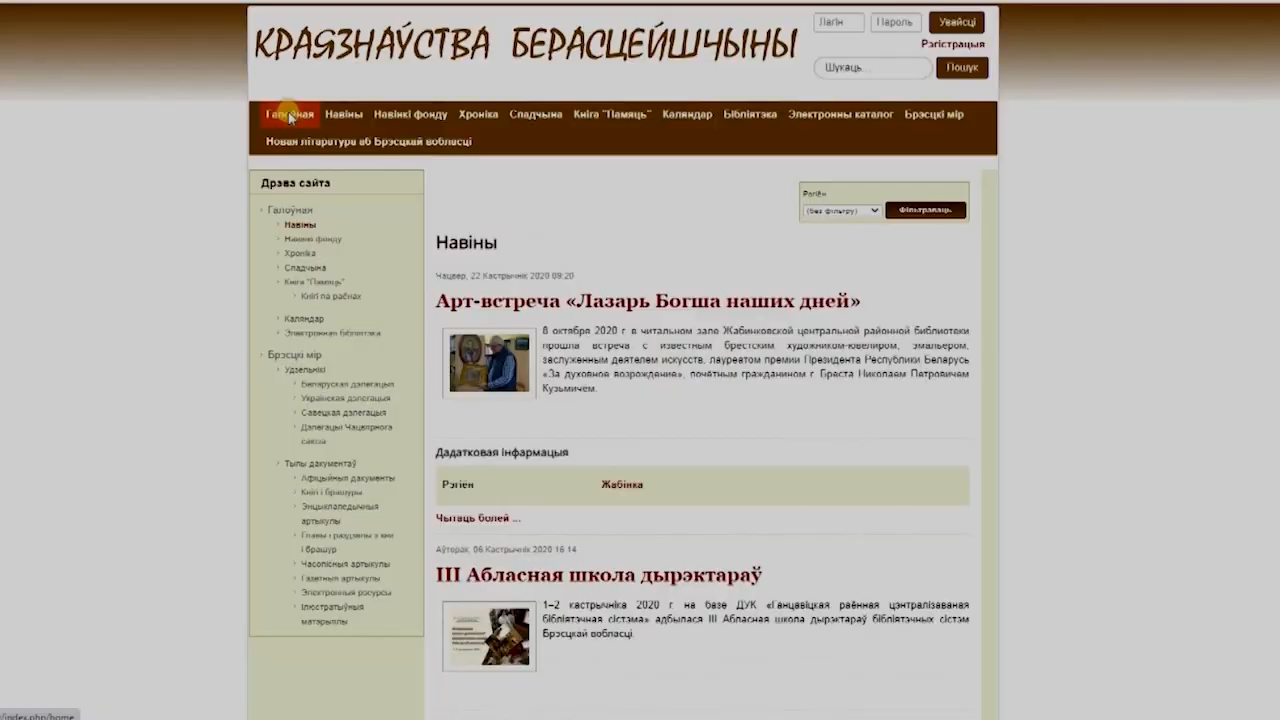 КРАЯЗНАЎСТВА БЕРАСЦЕЙШЧЫНЫ
Лагін
Пароль
Увайсці
Рэгістрацыя
Шукаць...
Пошук
Галоўная Навіны Навінкі фонду Хроніка Спадчына Кніга "Памяць" Каляндар Бібліятэка Электронны каталог Брэсцкі мір
Новая літаратура аб Брэсцкай вобласці
Дрэва сайта
Галоўная
Навіны
Навінкі фонду
Хроніка
Спадчына
Кніга "Памяць"
Кнігі па раёнах
Каляндар
Электронная бібліятэка
Брэсцкі мір
Удзельнікі
Беларуская дэлегацыя
Украінская дэлегацыя
Савецкая дэлегацыя
Дэлегацыі Чацвярнога
саюза
Тыпы дакументаў
Афіцыйныя дакументы
Кнігі і брашуры
Энцыклапедычныя
артыкулы
Главы і раздзелы з кніг
і брашур
Часопісныя артыкулы
Газетныя артыкулы
Электронныя рэсурсы
Ілюстратыўныя
матэрыялы
Рэгіён
(без фільтру)
Фільтраваць
Навіны
Чацвер, 22 Кастрычнік 2020 09:20
Арт-встреча «Лазарь Богша наших дней»
8 октября 2020 г. в читальном зале Жабинковской центральной районной библиотеки
прошла встреча с известным брестским художником-ювелиром, эмальером,
заслуженным деятелем искусств, лауреатом премии Президента Республики Беларусь
«За духовное возрождение», почётным гражданином г. Бреста Николаем Петровичем
Кузьмичем.
Дадатковая інфармацыя
Рэгіён Жабінка
Чытаць болей ...
Аўторак, 06 Кастрычнік 2020 16:14
III Абласная школа дырэктараў
1–2 кастрычніка 2020 г. на базе ДУК «Ганцавіцкая раённая цэнтралізаваная
бібліятэчная сістэма» адбылася III Абласная школа дырэктараў бібліятэчных сістэм
Брэсцкай вобласці.
/index.php/home